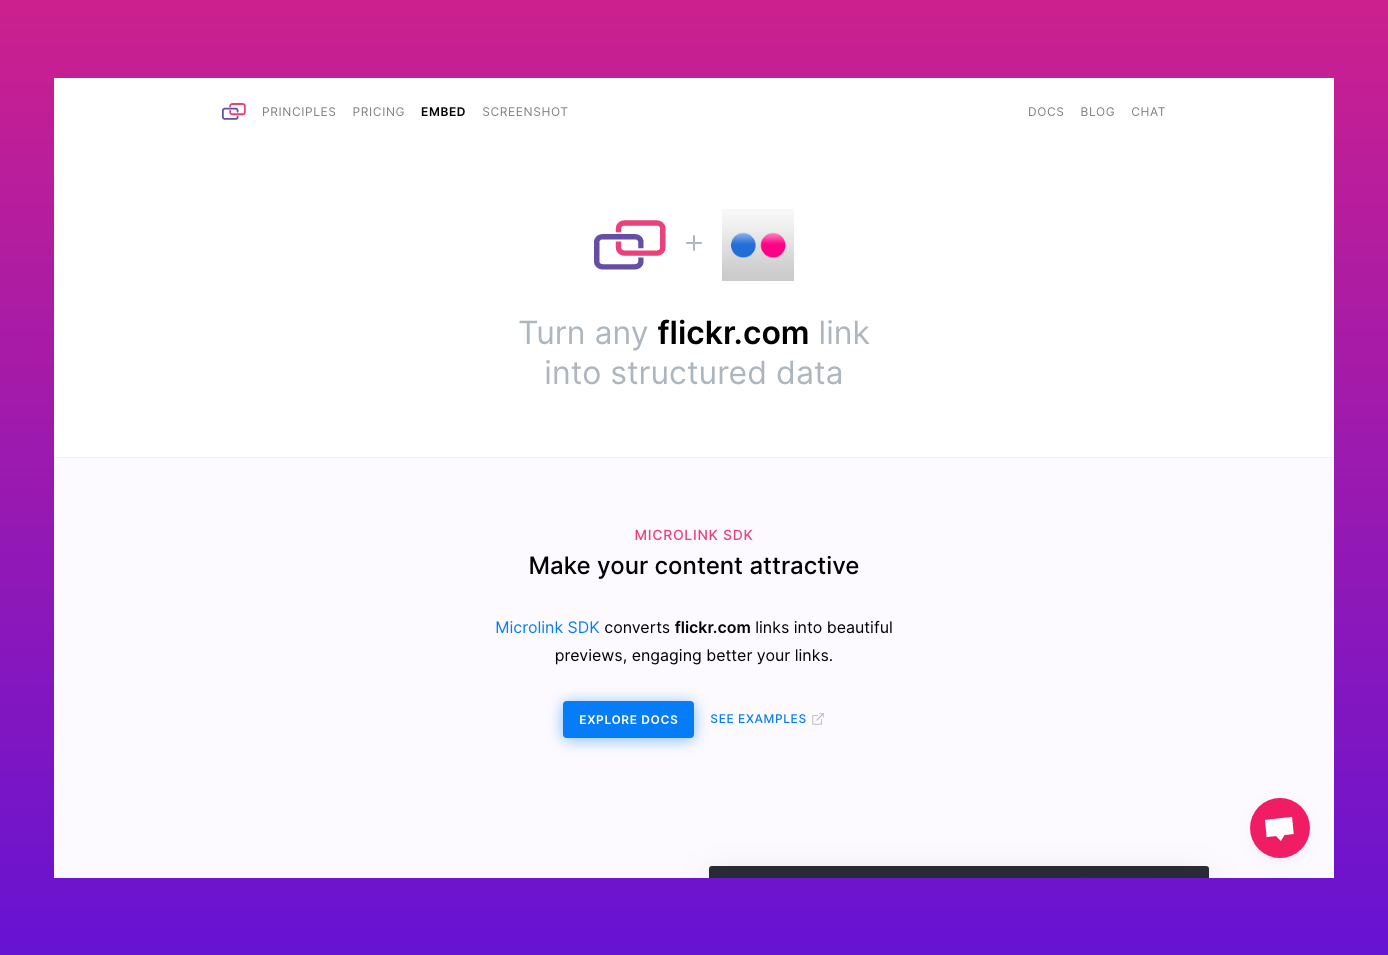 PRINCIPLES PRICING EMBED SCREENSHOT DOCS BLOG CHAT
Turn any flickr.com link
into structured data
MICROLINK SDK
Make your content attractive
Microlink SDK converts flickr.com links into beautiful
previews, engaging better your links.
EXPLORE DOCS SEE EXAMPLES